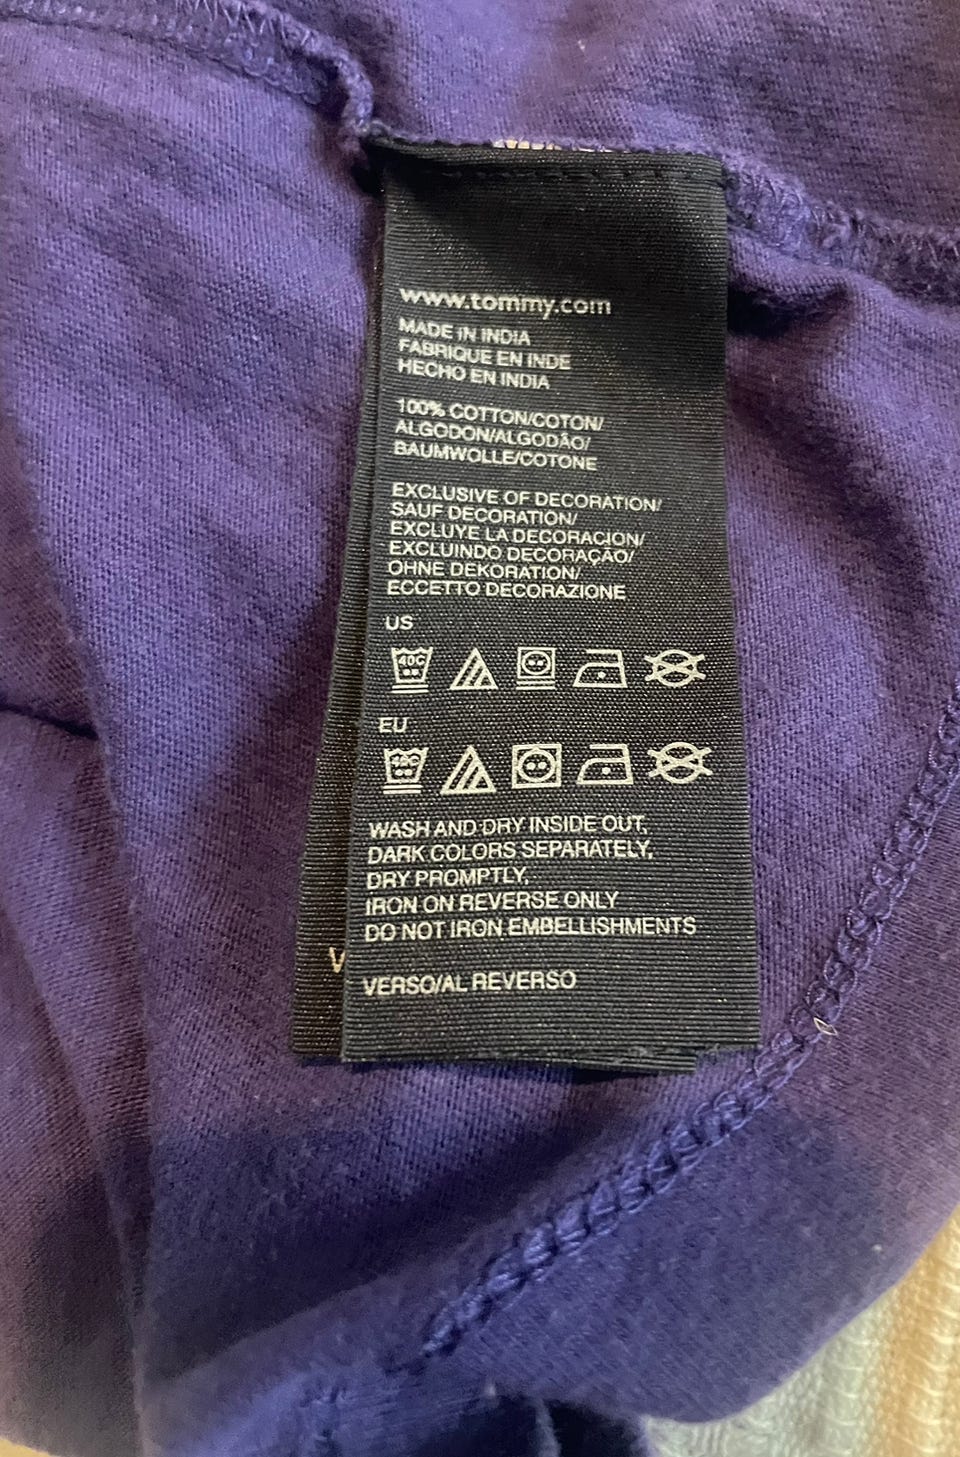 www.tommy.com
MADE IN INDIA
FABRIQUE EN INDE
HECHO EN INDIA
100% COTTON/COTON/
ALGODON/ALGODÃO/
BAUMWOLLE/COTONE
EXCLUSIVE OF DECORATION/
SAUF DECORATION/
EXCLUYE LA DECORACION/
EXCLUINDO DECORAÇÃO/
OHNE DEKORATION/
ECCETTO DECORAZIONE
US
40C
EU
40C
WASH AND DRY INSIDE OUT,
DARK COLORS SEPARATELY,
DRY PROMPTLY,
IRON ON REVERSE ONLY
DO NOT IRON EMBELLISHMENTS
V
VERSO/AL REVERSO